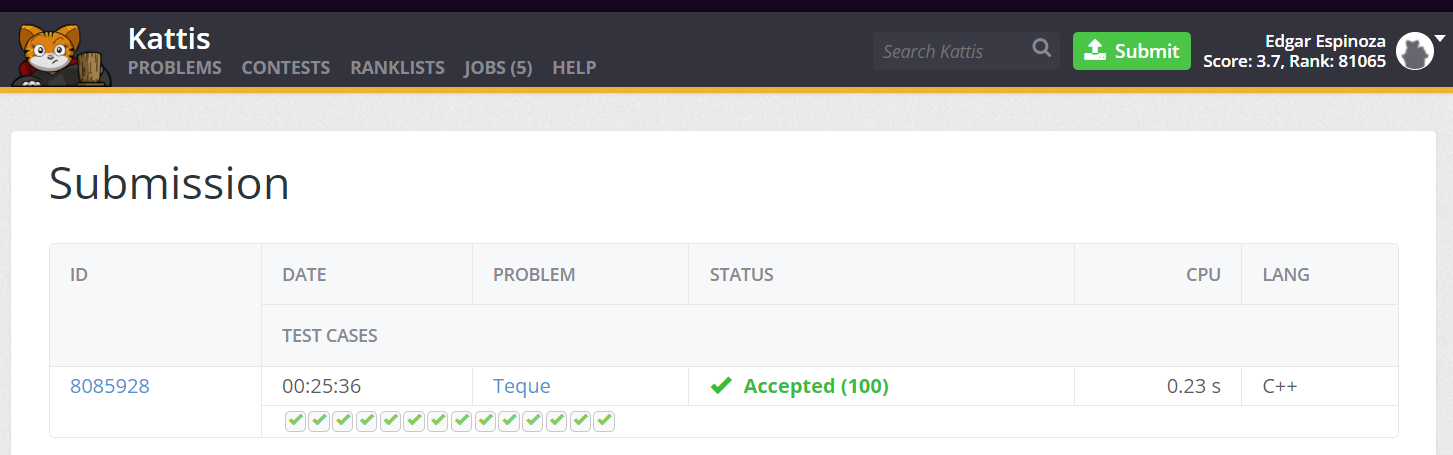 Kattis
PROBLEMS CONTESTS RANKLISTS JOBS (5) HELP
Search Kattis
Submit
Edgar Espinoza
Score: 3.7, Rank: 81065
Submission
ID DATE PROBLEM STATUS CPU LANG
TEST CASES
8085928 00:25:36 Teque Accepted (100) 0.23 s C++